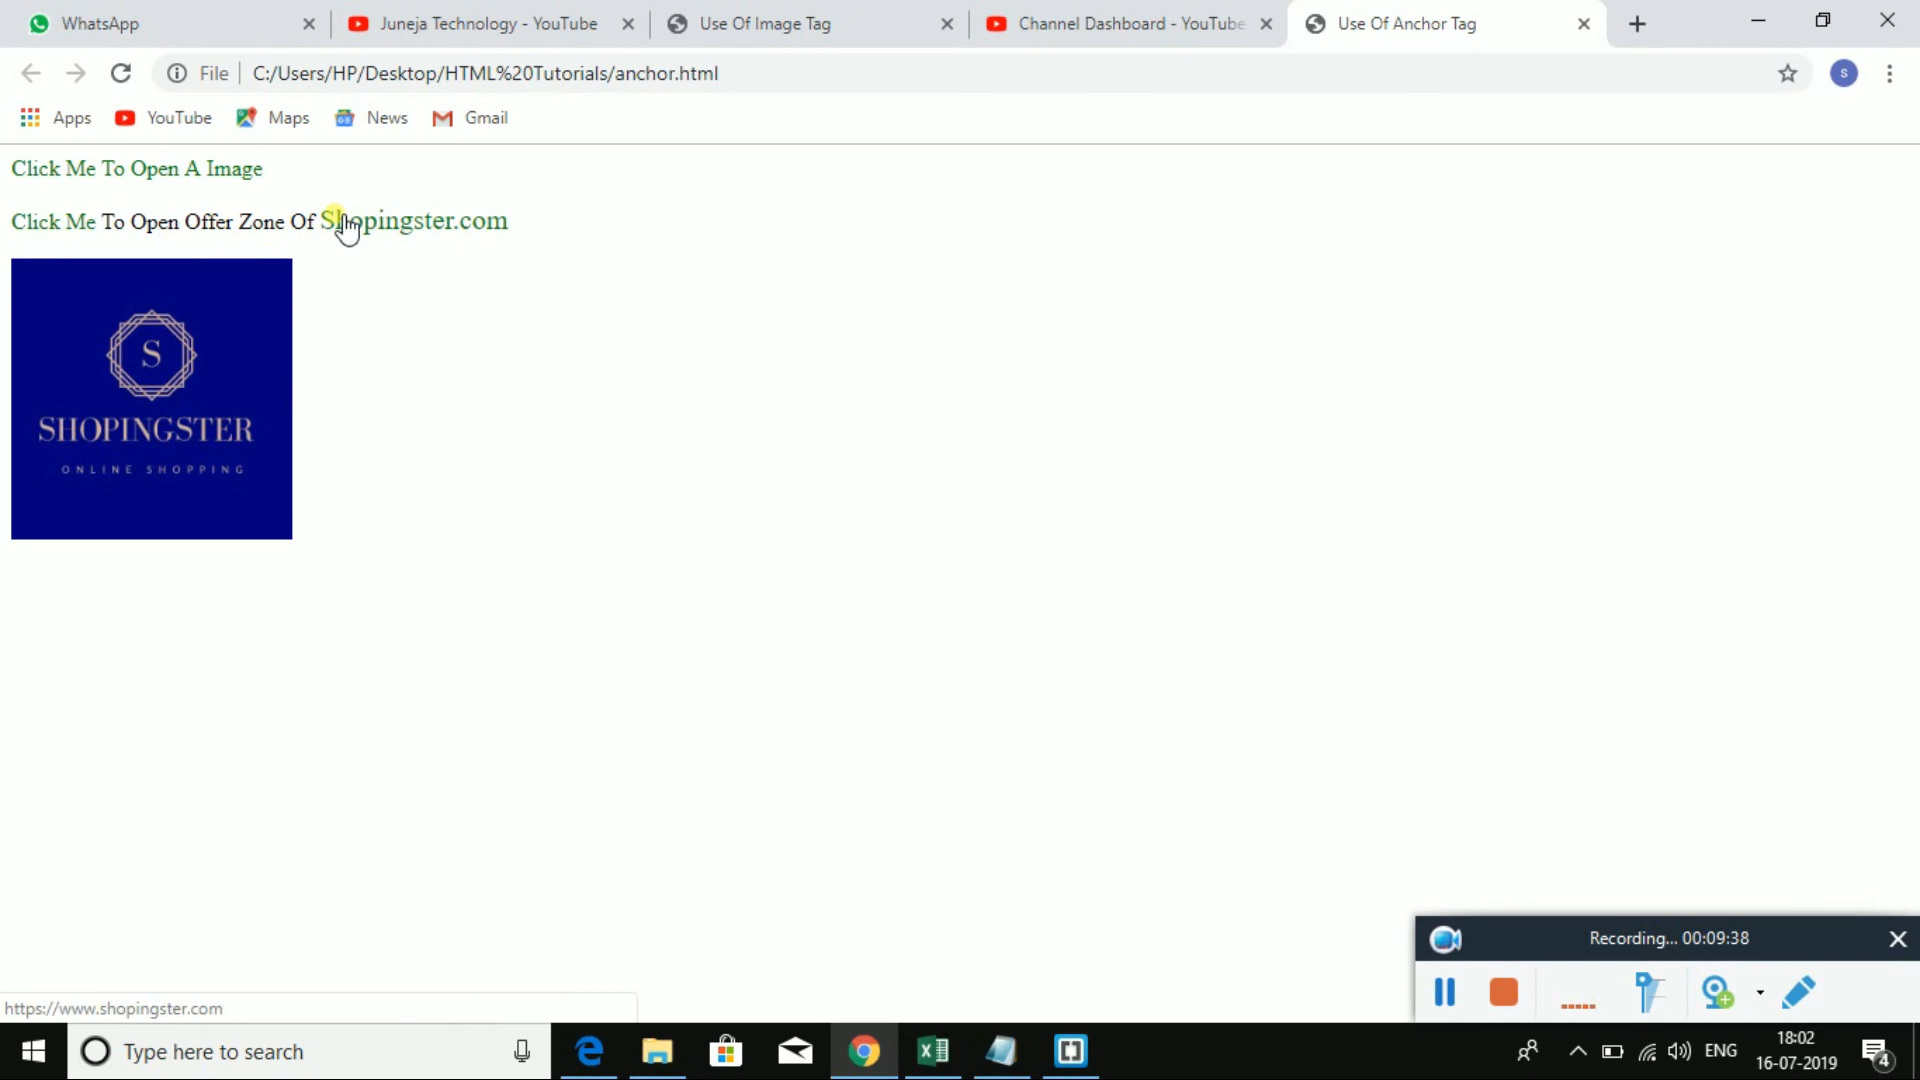 WhatsApp
Juneja Technology - YouTube
Use Of Image Tag
Channel Dashboard - YouTube
Use Of Anchor Tag
File
C:/Users/HP/Desktop/HTML%20Tutorials/anchor.html
S
Apps
YouTube
Maps
News
Gmail
Click Me To Open A Image
Click Me To Open Offer Zone Of Shopingster.com
S
SHOPINGSTER
ONLINE SHOPPING
Recording... 00:09:38
https://www.shopingster.com
Type here to search
ENG
18:02
16-07-2019
4